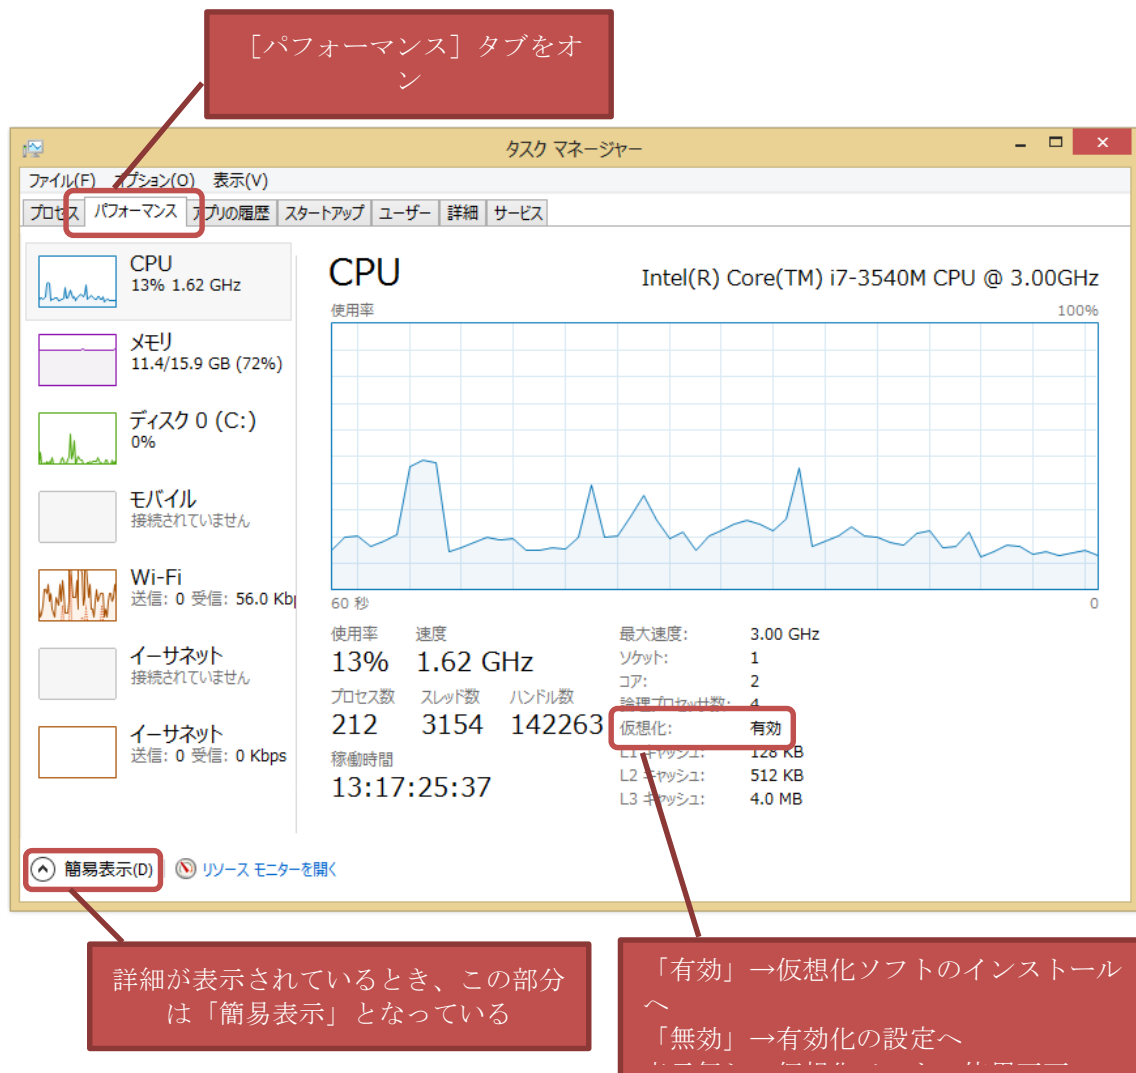 ［パフォーマンス］タブをオ
ン
タスク マネージャー
ファイル(F) オプション(O) 表示(V)
プロセス パフォーマンス アプリの履歴 スタートアップ ユーザー 詳細 サービス
CPU
13% 1.62 GHz
メモリ
11.4/15.9 GB (72%)
ディスク 0 (C:)
0%
モバイル
接続されていません
Wi-Fi
送信: 0 受信: 56.0 Kb
イーサネット
接続されていません
イーサネット
送信: 0 受信: 0 Kbps
CPU
Intel(R) Core(TM) i7-3540M CPU @ 3.00GHz
使用率 100%
60 秒 0
使用率 速度
13% 1.62 GHz
プロセス数 スレッド数 ハンドル数
212 3154 142263
稼働時間
13:17:25:37
最大速度: 3.00 GHz
ソケット: 1
コア: 2
論理プロセッサ数: 4
仮想化: 有効
L1 キャッシュ: 128 KB
L2 キャッシュ: 512 KB
L3 キャッシュ: 4.0 MB
簡易表示(D) リソース モニターを開く
詳細が表示されているとき、この部分
は「簡易表示」となっている
「有効」→仮想化ソフトのインストール
へ
「無効」→有効化の設定へ